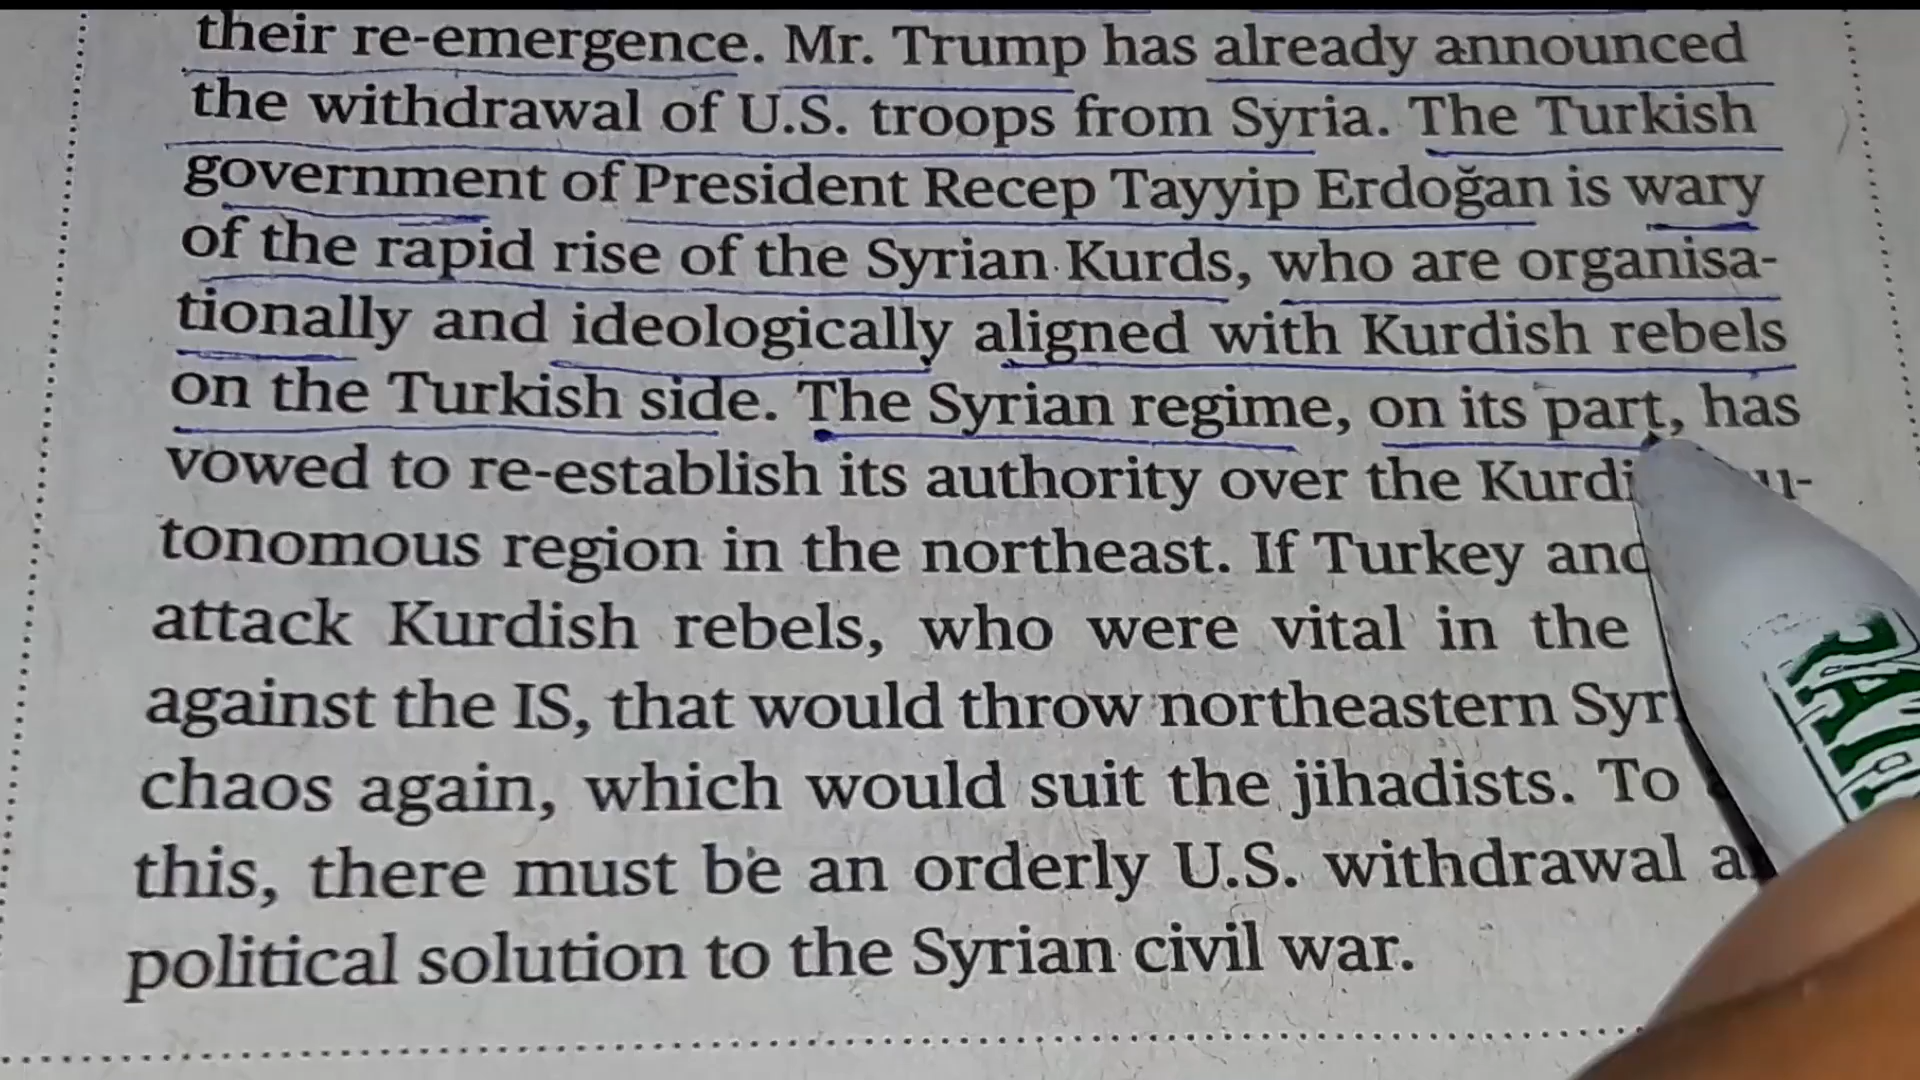 their re-emergence. Mr. Trump has already announced
the withdrawal of U.S. troops from Syria. The Turkish
government of President Recep Tayyip Erdoğan is wary
of the rapid rise of the Syrian Kurds, who are organisa-
tionally and ideologically aligned with Kurdish rebels
on the Turkish side. The Syrian regime, on its part, has
vowed to re-establish its authority over the
tonomous region in the northeast. If Turkey and
attack Kurdish rebels, who were vital in the
against the IS, that would throw northeastern
chaos again, which would suit the jihadists. To
this, there must be an orderly U.S. withdrawal
political solution to the Syrian civil war.